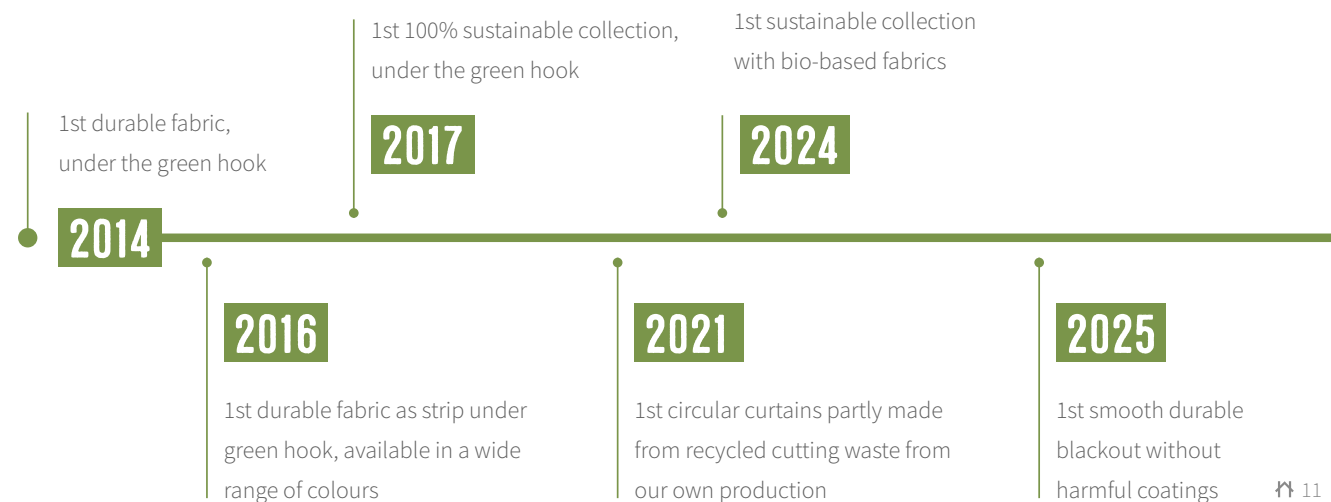 1st durable fabric,
under the green hook
2014
2016
1st durable fabric as strip under
green hook, available in a wide
range of colours
1st 100% sustainable collection,
under the green hook
2017
2021
1st circular curtains partly made
from recycled cutting waste from
our own production
1st sustainable collection
with bio-based fabrics
2024
2025
1st smooth durable
blackout without
harmful coatings
11